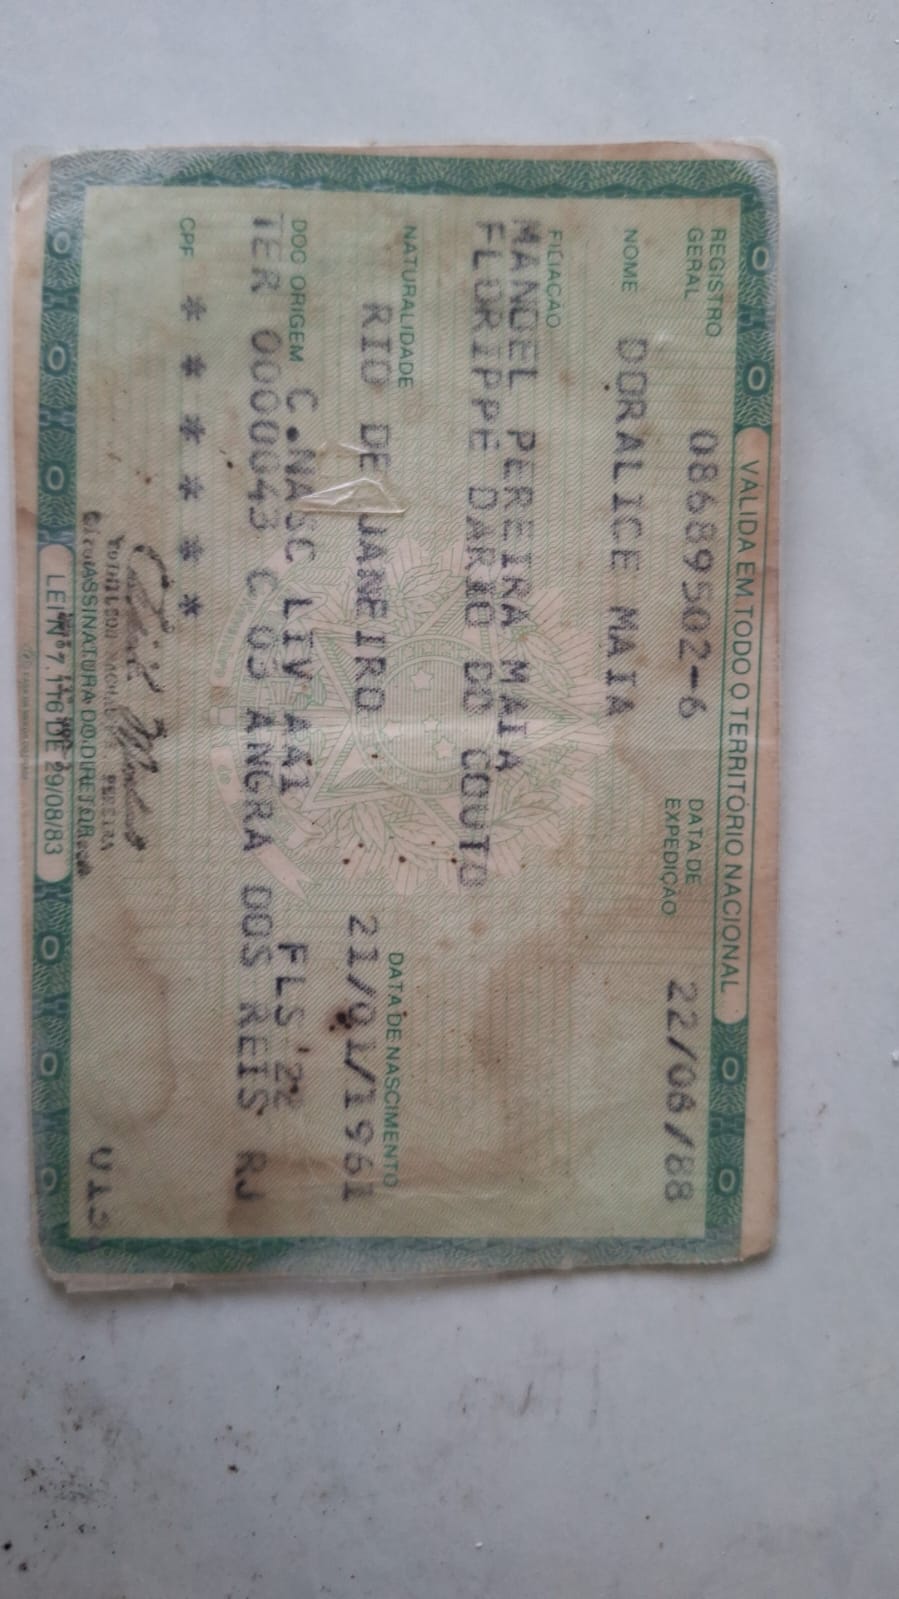 VÁLIDA EM TODO O TERRITÓRIO NACIONAL
REGISTRO GERAL 08689502-6 DATA DE EXPEDIÇÃO 22/08/88
NOME DORALICE MAIA
FILIAÇÃO
MANOEL PEREIRA MAIA
FLORIPPE DARIO DO COUTO
NATURALIDADE DATA DE NASCIMENTO
RIO DE JANEIRO 21/01/1961
DOC ORIGEM C.NASC LIV AA1 FLS 22
TER 0000043 C 03 ANGRA DOS REIS RJ
CPF * * * * * *
ASSINATURA DO DIRETOR
LEI Nº 7.116 DE 29/08/83